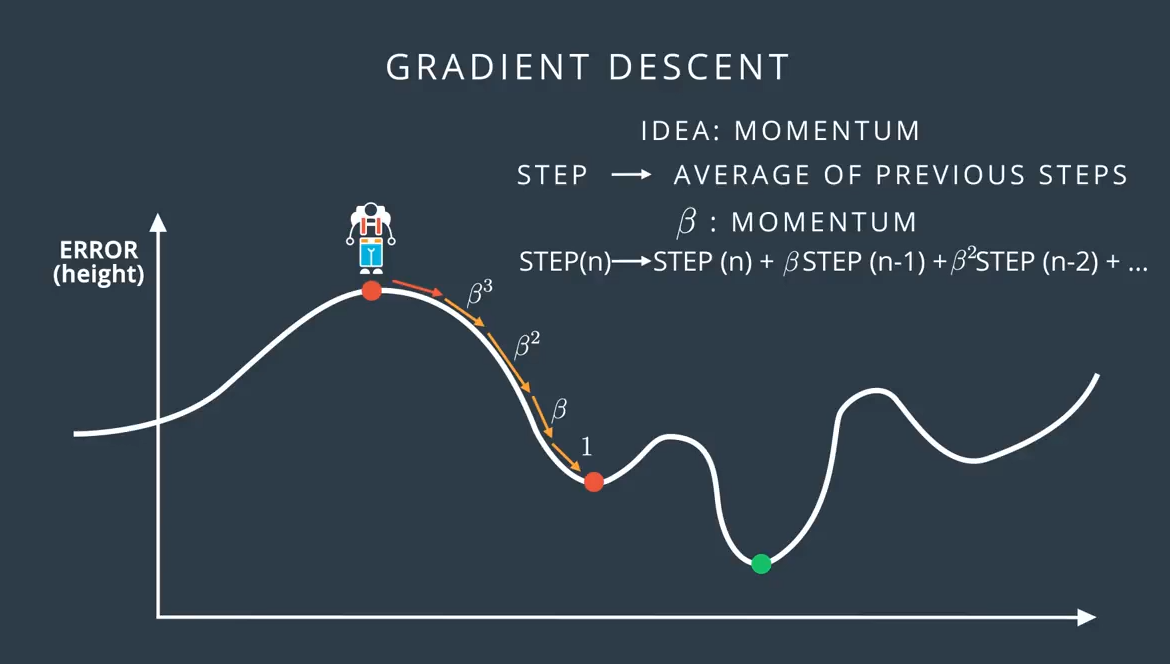 GRADIENT DESCENT
IDEA: MOMENTUM
STEP → AVERAGE OF PREVIOUS STEPS
β : MOMENTUM
STEP(n)→STEP (n) + βSTEP (n-1) + β²STEP (n-2) + ...
ERROR
(height)
β³
β²
β
1